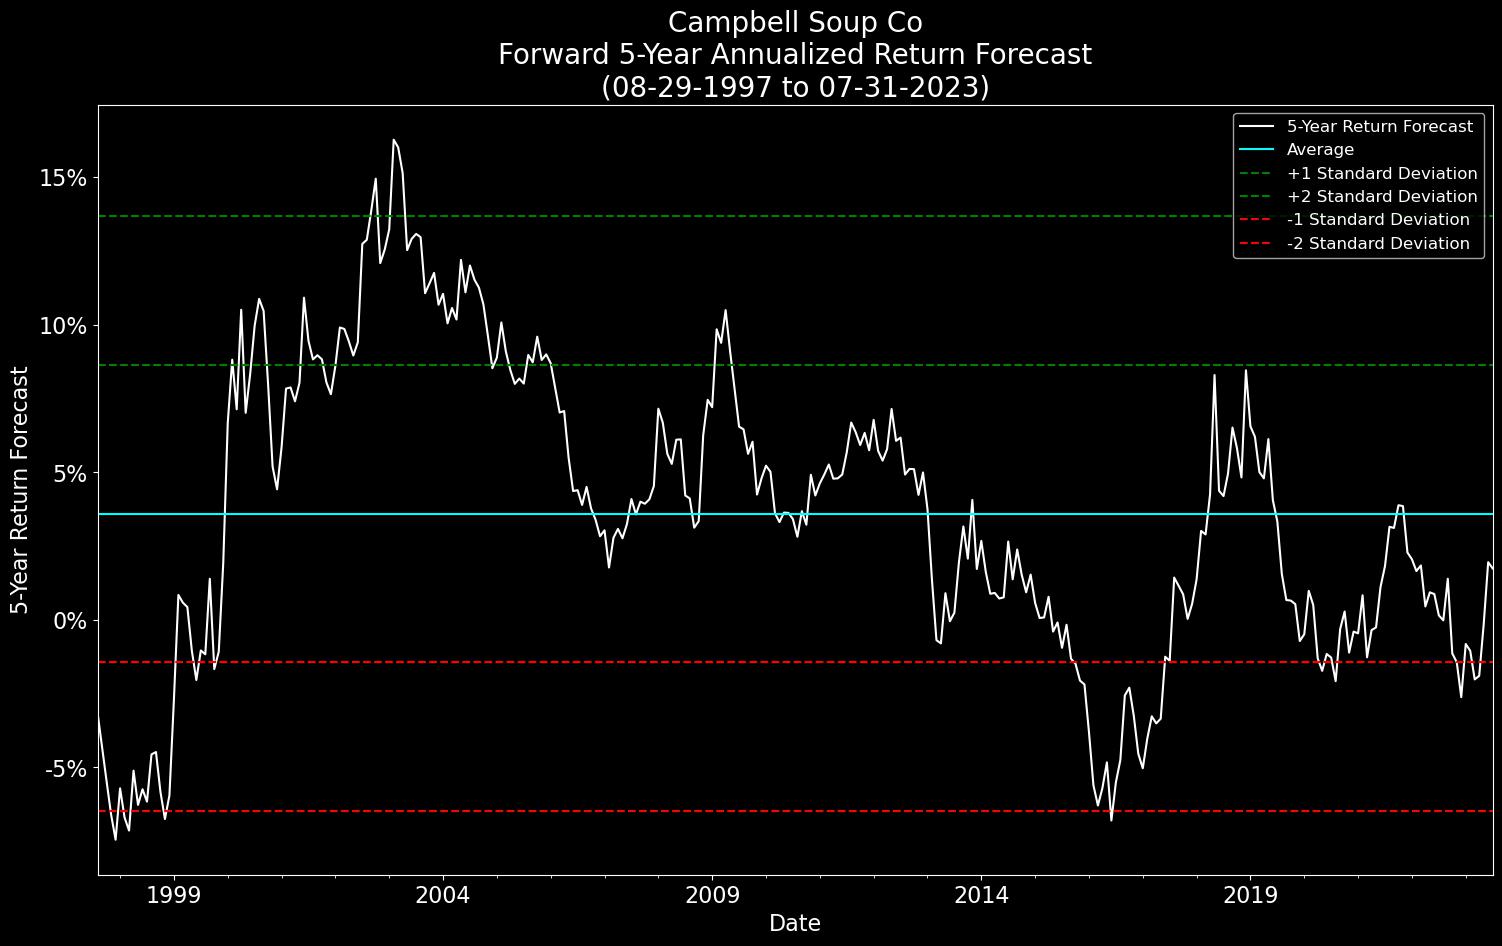 Campbell Soup Co
Forward 5-Year Annualized Return Forecast
(08-29-1997 to 07-31-2023)
5-Year Return Forecast
Average
+1 Standard Deviation
+2 Standard Deviation
-1 Standard Deviation
-2 Standard Deviation
5-Year Return Forecast
15%
10%
5%
0%
-5%
1999 2004 2009 2014 2019
Date